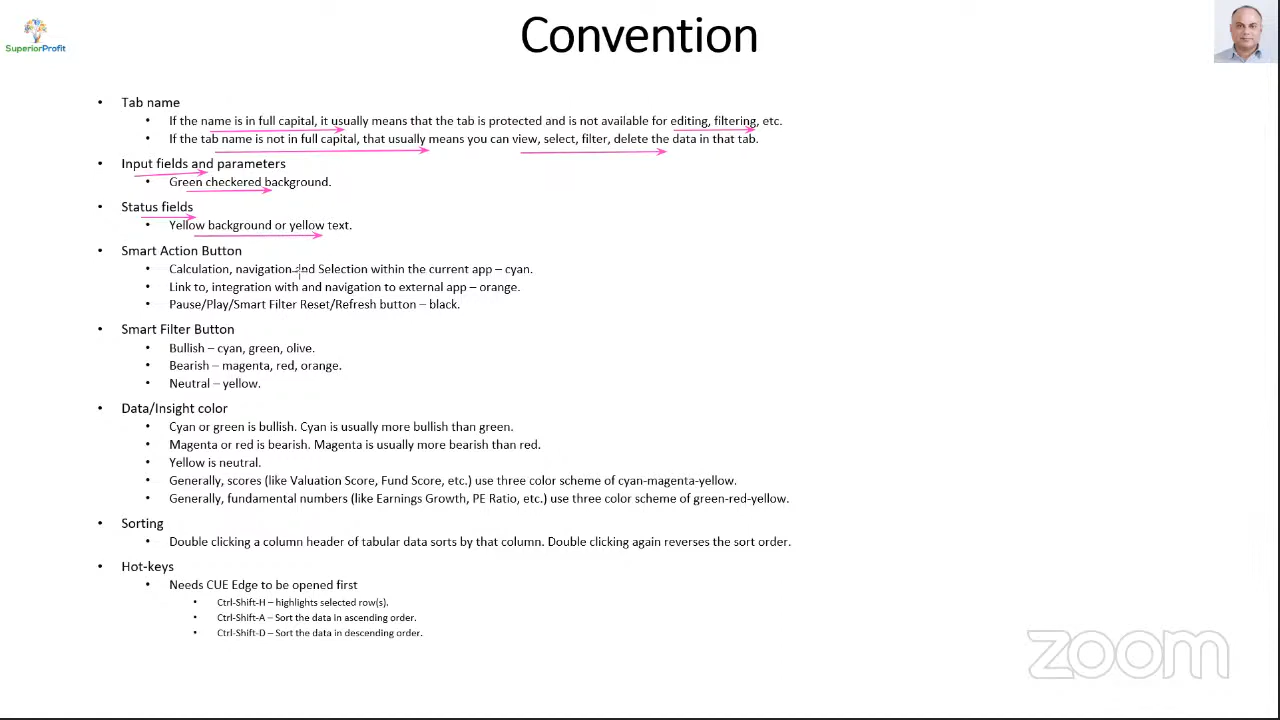 SuperiorProfit
Convention
• Tab name
• If the name is in full capital, it usually means that the tab is protected and is not available for editing, filtering, etc.
• If the tab name is not in full capital, that usually means you can view, select, filter, delete the data in that tab.
• Input fields and parameters
• Green checkered background.
• Status fields
• Yellow background or yellow text.
• Smart Action Button
• Calculation, navigation and Selection within the current app – cyan.
• Link to, integration with and navigation to external app – orange.
• Pause/Play/Smart Filter Reset/Refresh button – black.
• Smart Filter Button
• Bullish – cyan, green, olive.
• Bearish – magenta, red, orange.
• Neutral – yellow.
• Data/Insight color
• Cyan or green is bullish. Cyan is usually more bullish than green.
• Magenta or red is bearish. Magenta is usually more bearish than red.
• Yellow is neutral.
• Generally, scores (like Valuation Score, Fund Score, etc.) use three color scheme of cyan-magenta-yellow.
• Generally, fundamental numbers (like Earnings Growth, PE Ratio, etc.) use three color scheme of green-red-yellow.
• Sorting
• Double clicking a column header of tabular data sorts by that column. Double clicking again reverses the sort order.
• Hot-keys
• Needs CUE Edge to be opened first
• Ctrl-Shift-H – highlights selected row(s).
• Ctrl-Shift-A – Sort the data in ascending order.
• Ctrl-Shift-D – Sort the data in descending order.
zoom